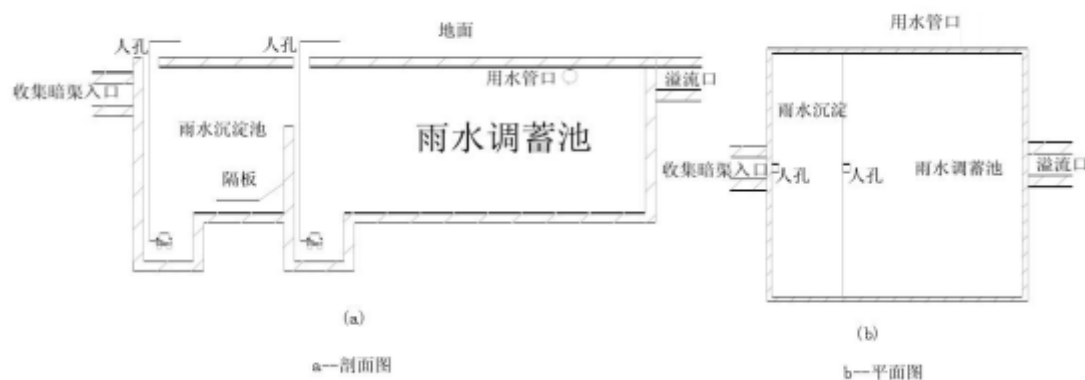 地面
人孔
人孔
收集暗渠入口
用水管口
溢流口
雨水沉淀池
雨水调蓄池
隔板
(a)
a--剖面图
用水管口
雨水沉淀
收集暗渠入口
人孔
人孔
雨水调蓄池
溢流口
(b)
b--平面图